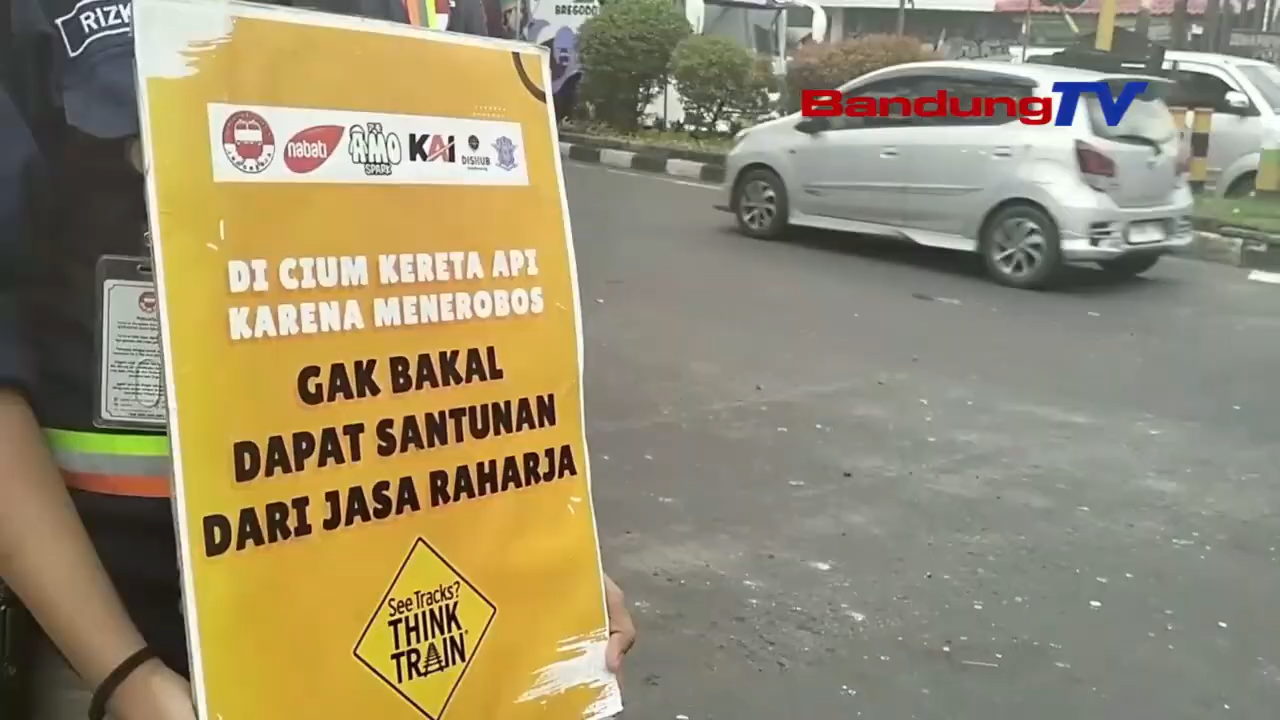 RIZK
BREGODO
BandungTV
nabati
AMO
SPARK
KAI
DISHUB
DI CIUM KERETA API
KARENA MENEROBOS
GAK BAKAL
DAPAT SANTUNAN
DARI JASA RAHARJA
See Tracks?
THINK
TRAIN